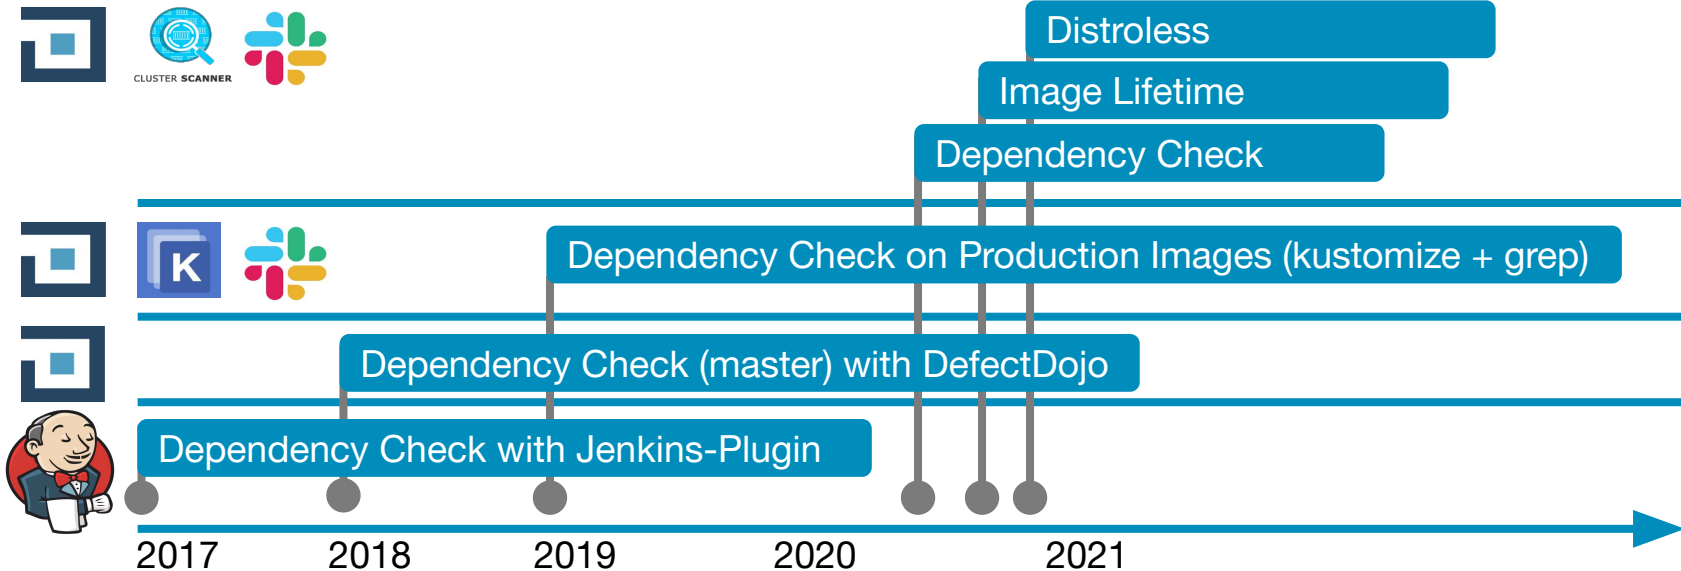 Distroless
CLUSTER SCANNER
Image Lifetime
Dependency Check
K
Dependency Check on Production Images (kustomize + grep)
Dependency Check (master) with DefectDojo
Dependency Check with Jenkins-Plugin
2017 2018 2019 2020 2021